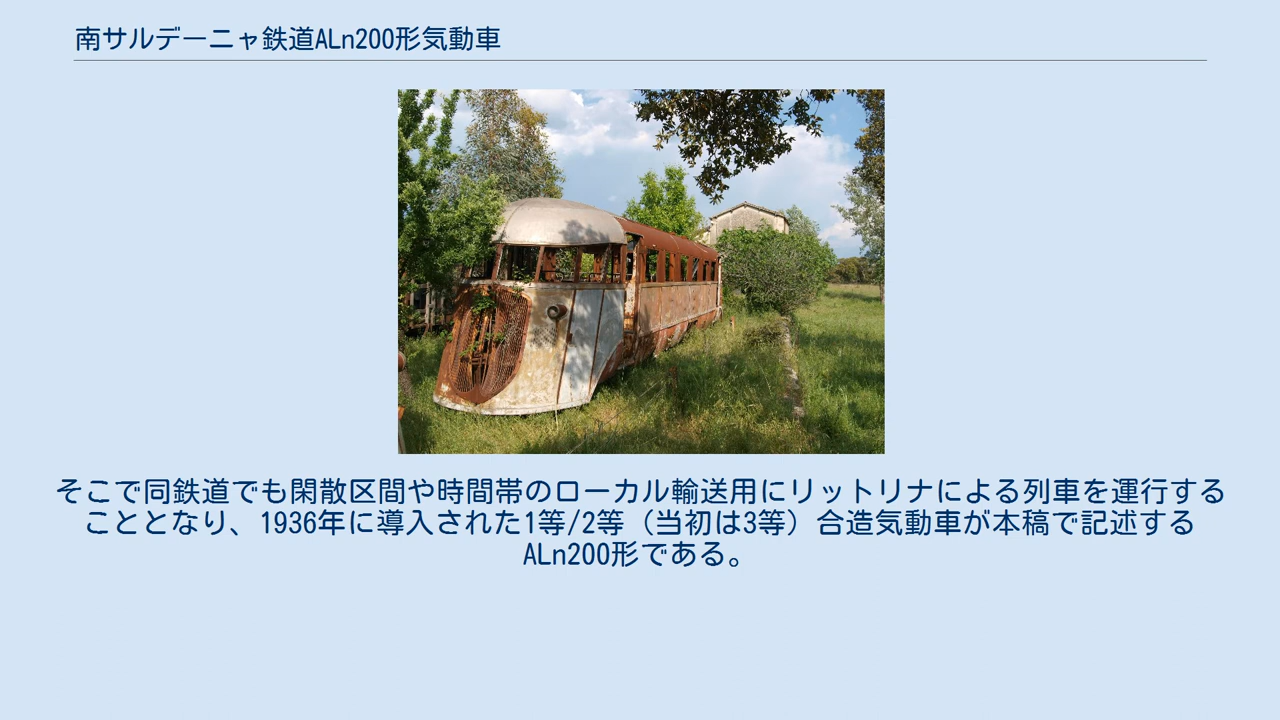 南サルデーニャ鉄道ALn200形気動車
そこで同鉄道でも閑散区間や時間帯のローカル輸送用にリットリナによる列車を運行する
こととなり、1936年に導入された1等/2等（当初は3等）合造気動車が本稿で記述する
ALn200形である。